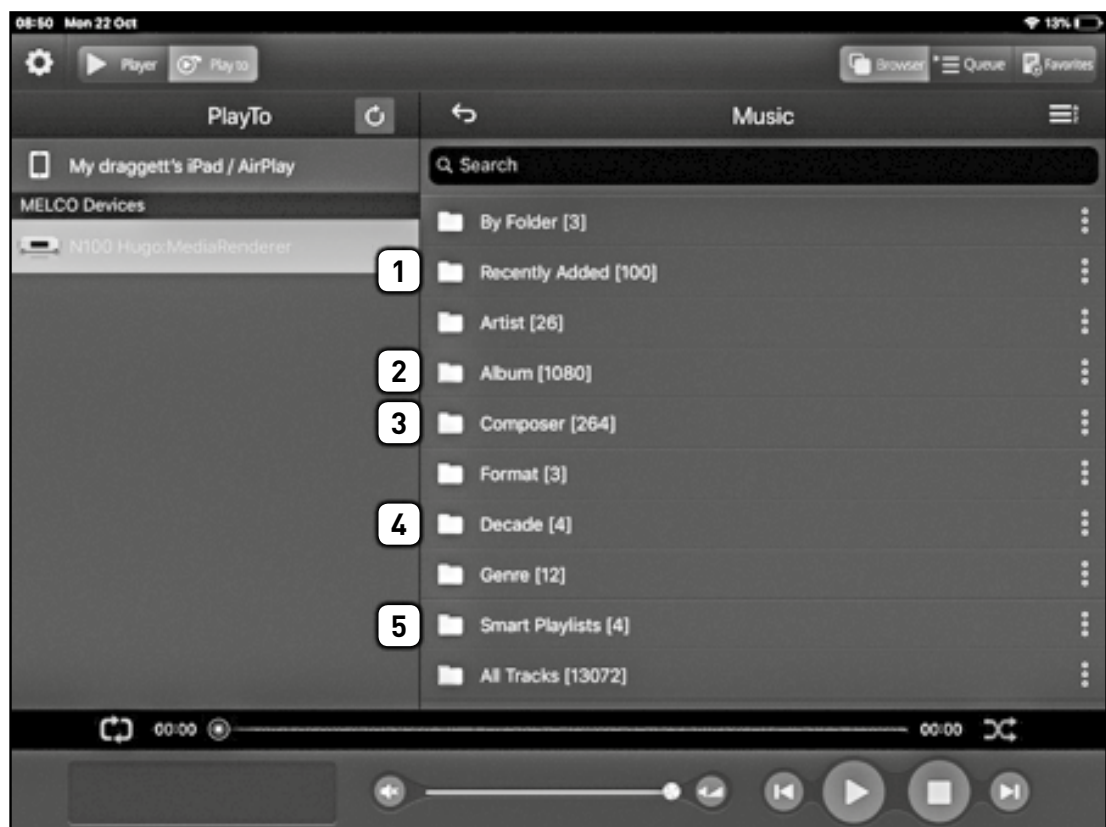 08:50 Mon 22 Oct 13%
Player Play to Browser Queue Favorites
PlayTo Music
My draggett's iPad / AirPlay
Search
MELCO Devices
N100 Hugo:MediaRenderer
By Folder [3]
1 Recently Added [100]
Artist [26]
2 Album [1080]
3 Composer [264]
Format [3]
4 Decade [4]
Genre [12]
5 Smart Playlists [4]
All Tracks [13072]
00:00 00:00